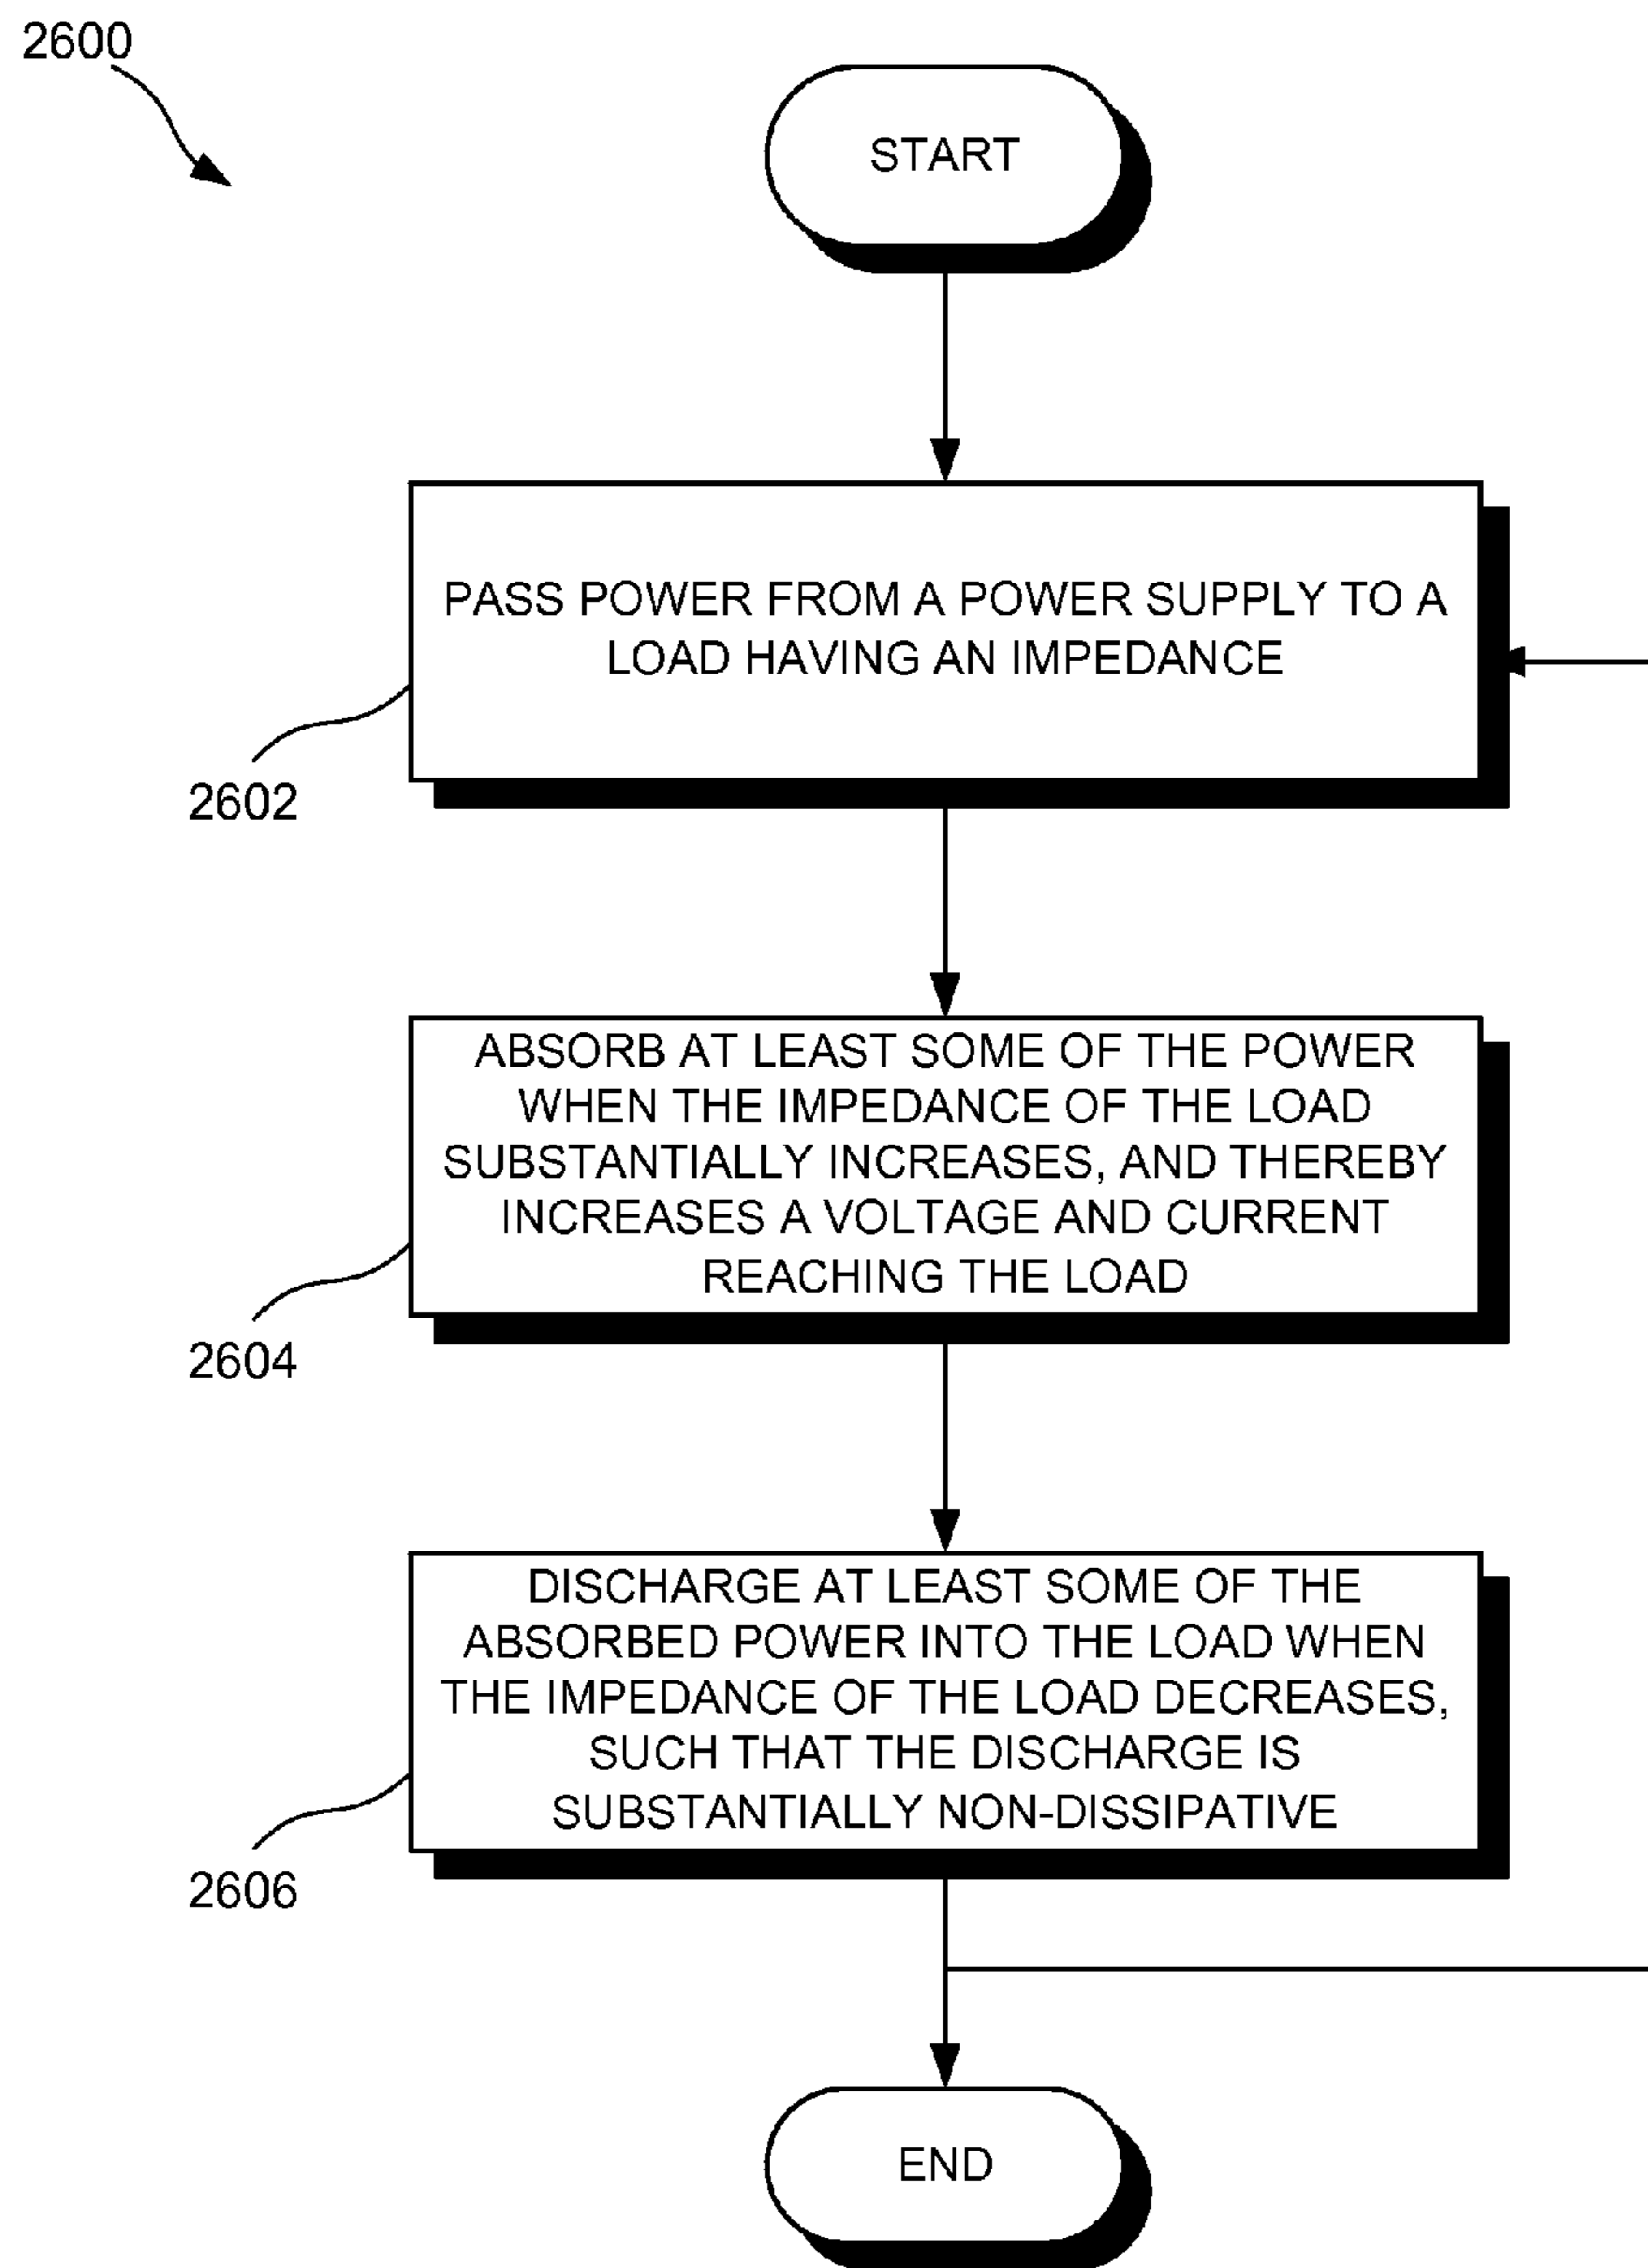 2600
START
PASS POWER FROM A POWER SUPPLY TO A
LOAD HAVING AN IMPEDANCE
2602
ABSORB AT LEAST SOME OF THE POWER
WHEN THE IMPEDANCE OF THE LOAD
SUBSTANTIALLY INCREASES, AND THEREBY
INCREASES A VOLTAGE AND CURRENT
REACHING THE LOAD
2604
DISCHARGE AT LEAST SOME OF THE
ABSORBED POWER INTO THE LOAD WHEN
THE IMPEDANCE OF THE LOAD DECREASES,
SUCH THAT THE DISCHARGE IS
SUBSTANTIALLY NON-DISSIPATIVE
2606
END